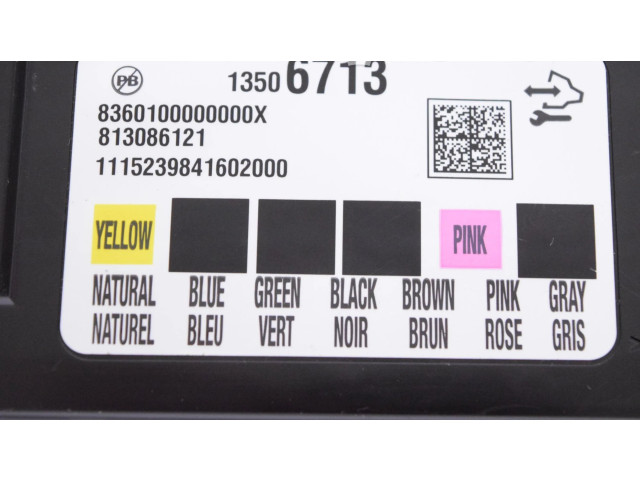 PB
1350 6713
8360100000000X
813086121
1115239841602000
YELLOW PINK
NATURAL BLUE GREEN BLACK BROWN PINK GRAY
NATUREL BLEU VERT NOIR BRUN ROSE GRIS